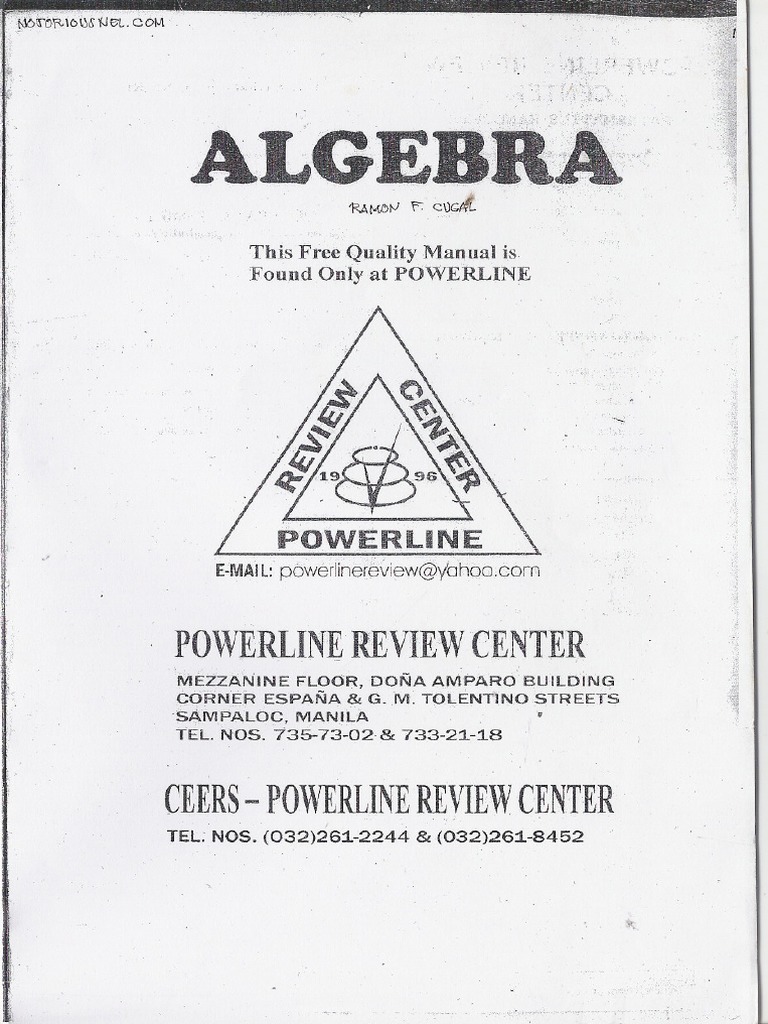 NOTORIOUSNEL.COM
ALGEBRA
RAMON F. CUGAL
This Free Quality Manual is
Found Only at POWERLINE
REVIEW
CENTER
19 96
POWERLINE
E-MAIL: powerlinereview@yahoo.com
POWERLINE REVIEW CENTER
MEZZANINE FLOOR, DOÑA AMPARO BUILDING
CORNER ESPAÑA & G. M. TOLENTINO STREETS
SAMPALOC, MANILA
TEL. NOS. 735-73-02 & 733-21-18
CEERS – POWERLINE REVIEW CENTER
TEL. NOS. (032)261-2244 & (032)261-8452